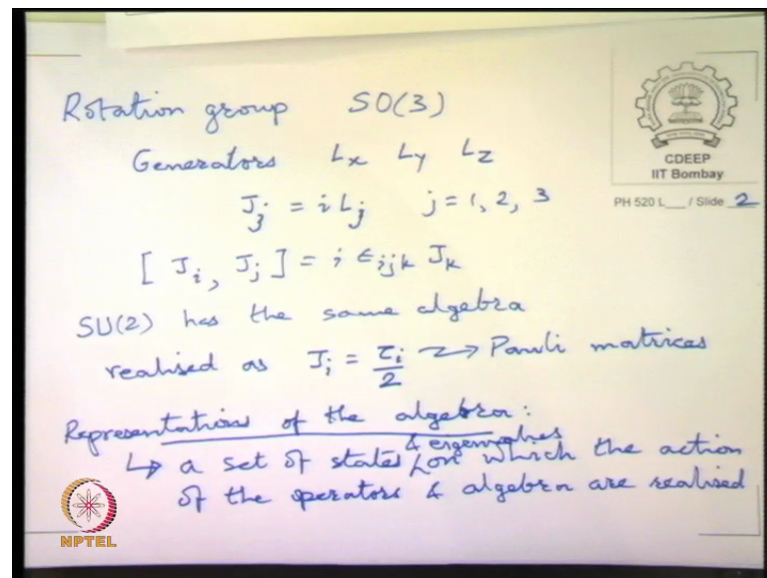 Rotation group SO(3)
Generators Lx Ly Lz
Jj = i Lj j = 1, 2, 3
[ Ji, Jj ] = i ϵijk Jk
SU(2) has the same algebra
realised as Ji = τi/2 ⇝ Pauli matrices
Representations of the algebra:
& eigenvalues
↳ a set of states on which the action
of the operators & algebra are realised
CDEEP
IIT Bombay
PH 520 L___ / Slide 2
NPTEL